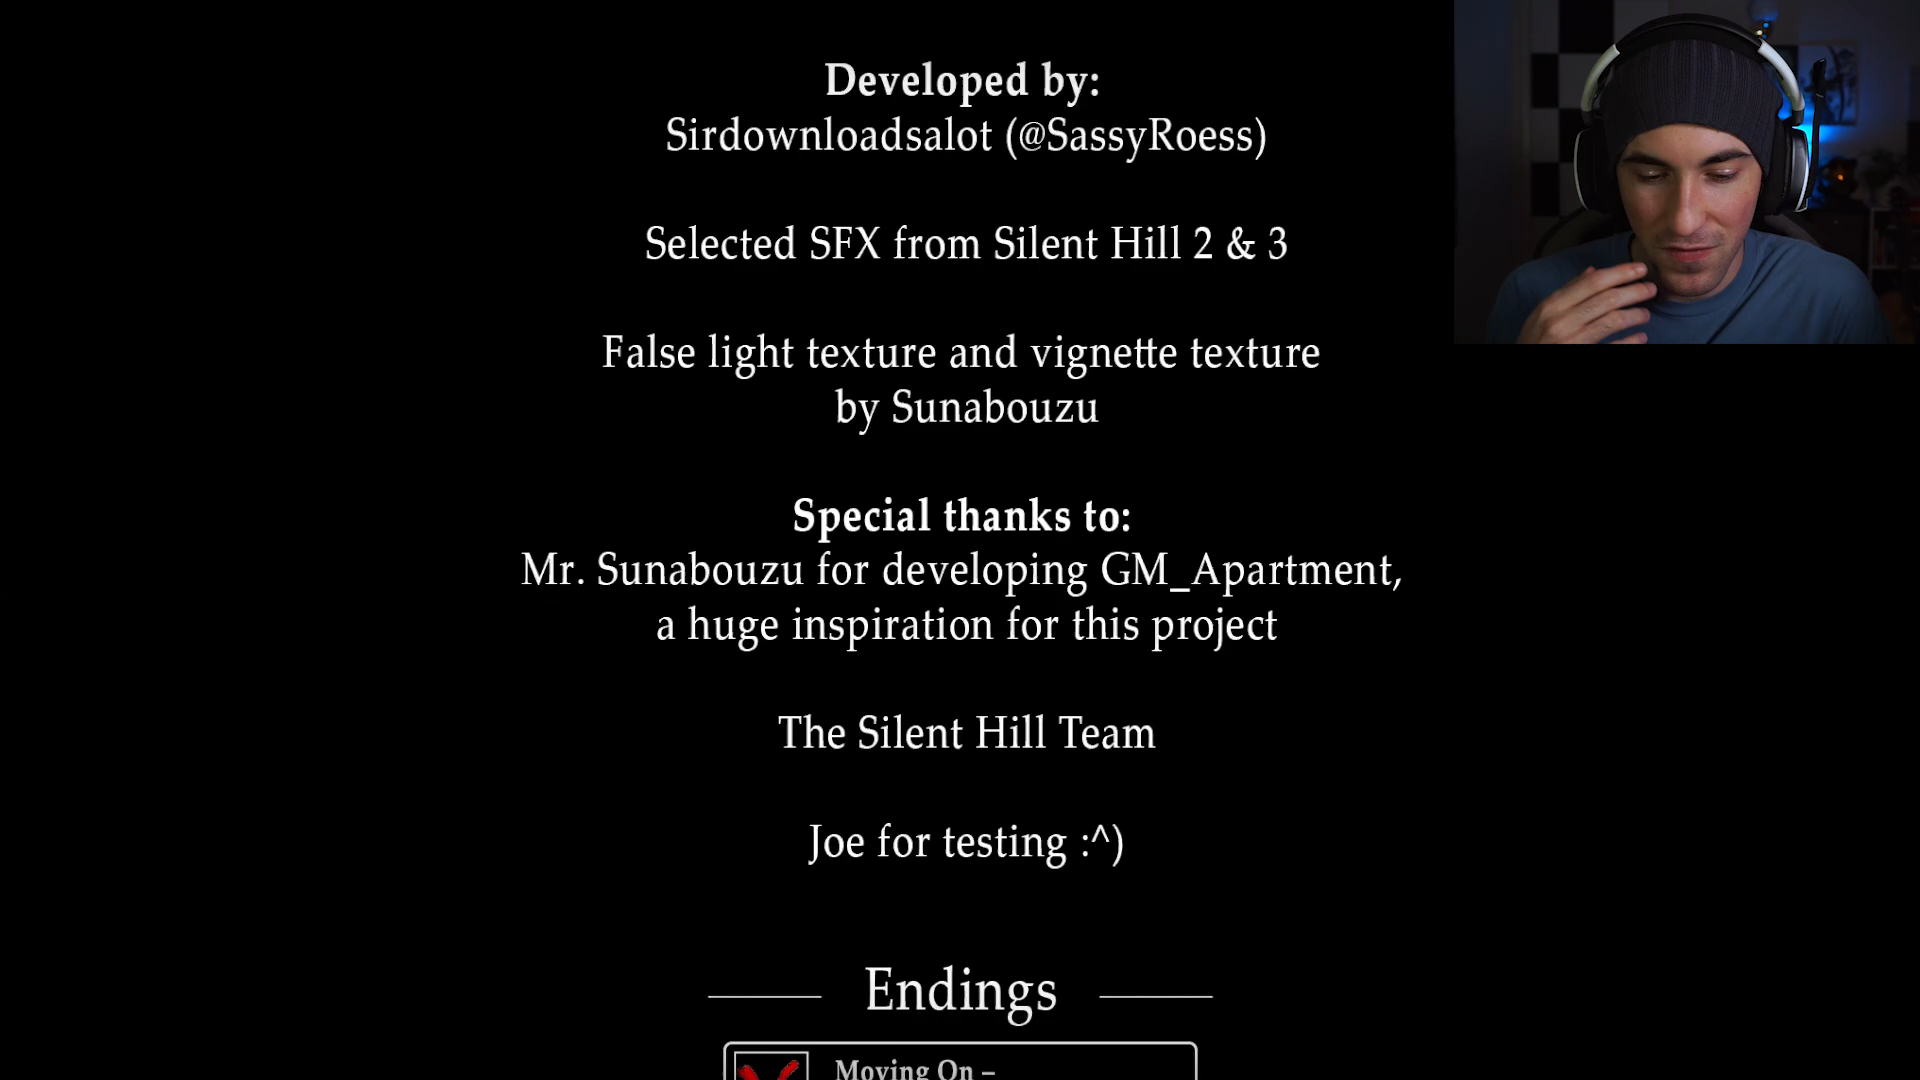 Developed by:
Sirdownloadsalot (@SassyRoess)
Selected SFX from Silent Hill 2 & 3
False light texture and vignette texture
by Sunabouzu
Special thanks to:
Mr. Sunabouzu for developing GM_Apartment,
a huge inspiration for this project
The Silent Hill Team
Joe for testing :^)
Endings
Moving On –